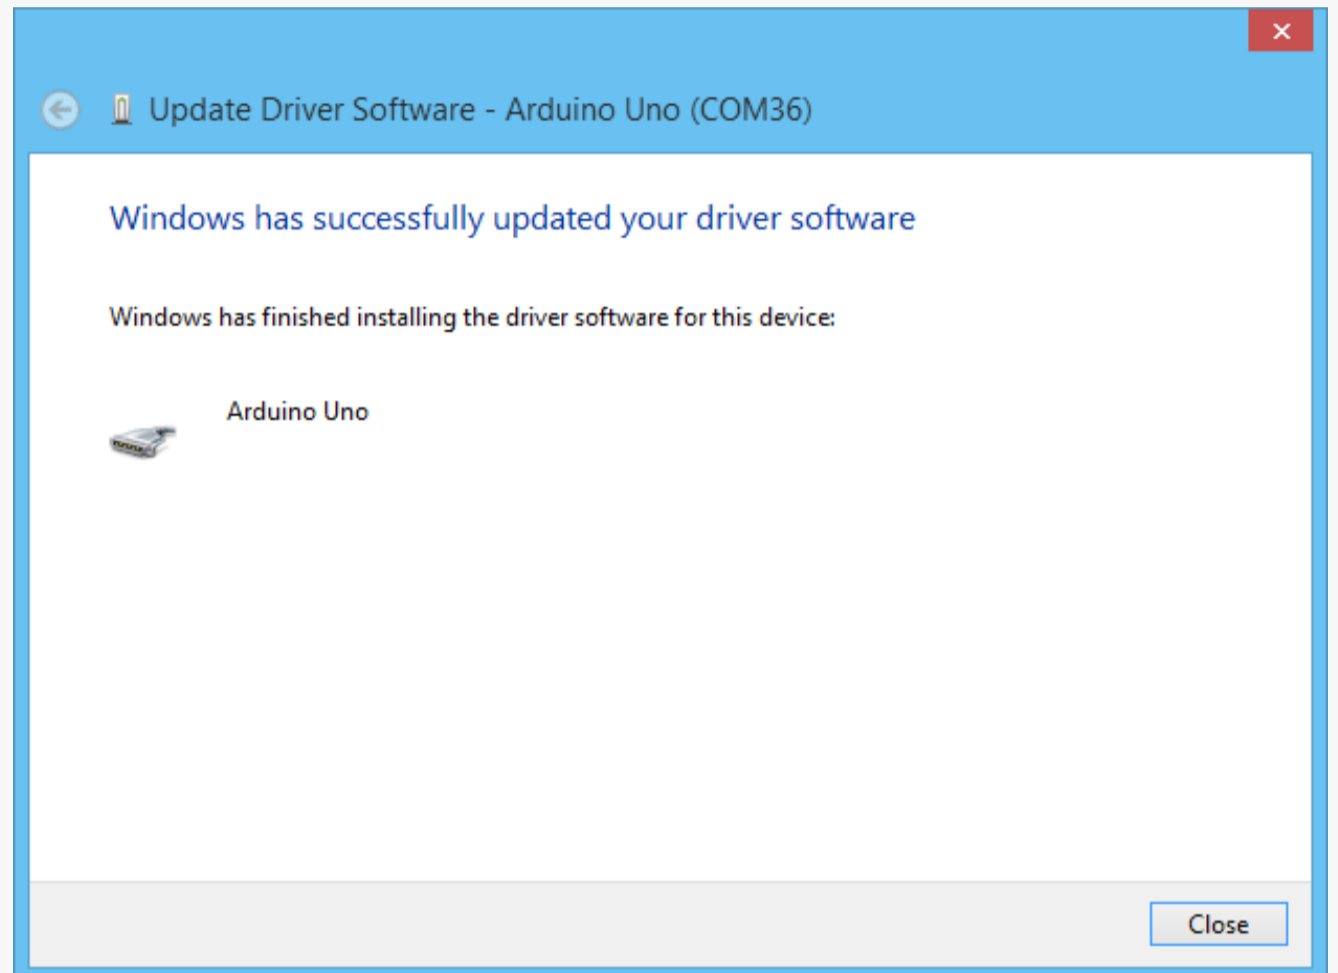 Update Driver Software - Arduino Uno (COM36)
Windows has successfully updated your driver software
Windows has finished installing the driver software for this device:
Arduino Uno
Close